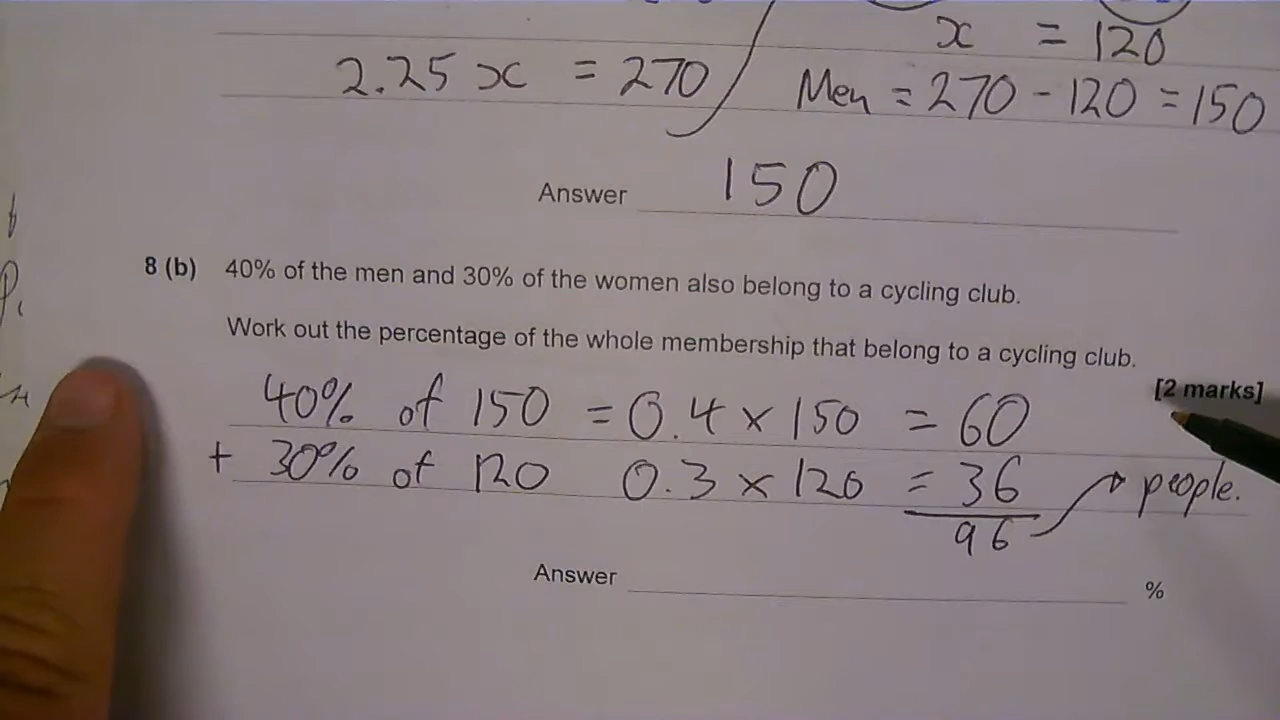 x = 120
2.25 x = 270
Men = 270 - 120 = 150
Answer 150
8 (b) 40% of the men and 30% of the women also belong to a cycling club.
Work out the percentage of the whole membership that belong to a cycling club.
[2 marks]
40% of 150 = 0.4 x 150 = 60
+ 30% of 120 0.3 x 120 = 36
people.
96
Answer %